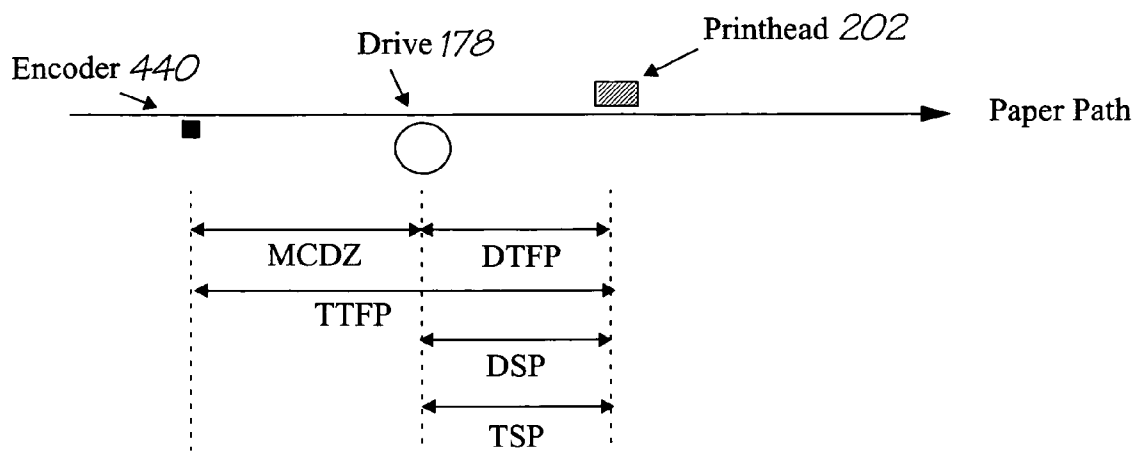 Printhead 202
Drive 178
Encoder 440
Paper Path
MCDZ
DTFP
TTFP
DSP
TSP